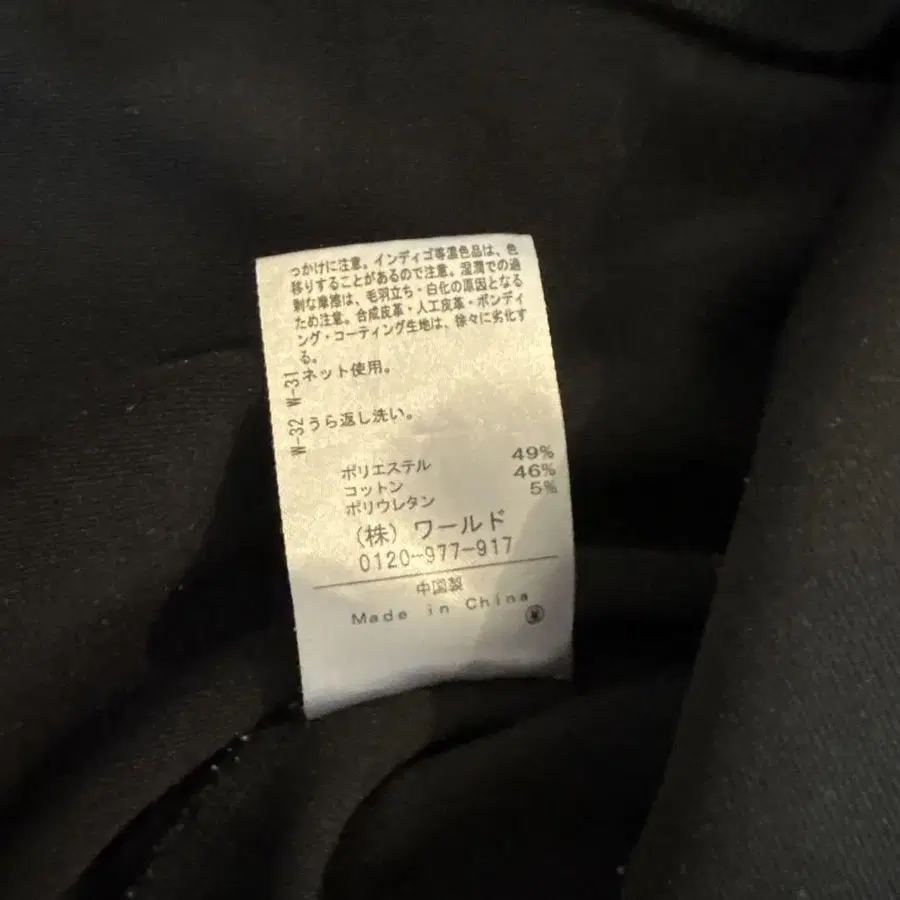 っかけに注意。インディゴ等濃色品は、色
移りすることがあるので注意。湿潤での過
剰な摩擦は、毛羽立ち・白化の原因となる
ため注意。合成皮革・人工皮革・ボンディ
ング・コーティング生地は、徐々に劣化す
る。
W-31 ネット使用。
W-32 うら返し洗い。
ポリエステル 49%
コットン 46%
ポリウレタン 5%
(株) ワールド
0120-977-917
中国製
Made in China